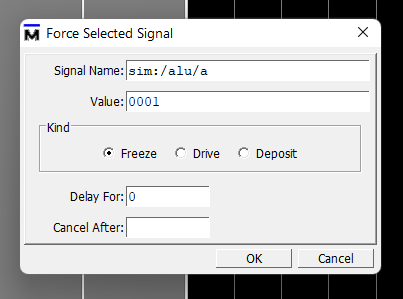 M Force Selected Signal
Signal Name: sim:/alu/a
Value: 0001
Kind
Freeze Drive Deposit
Delay For: 0
Cancel After:
OK Cancel